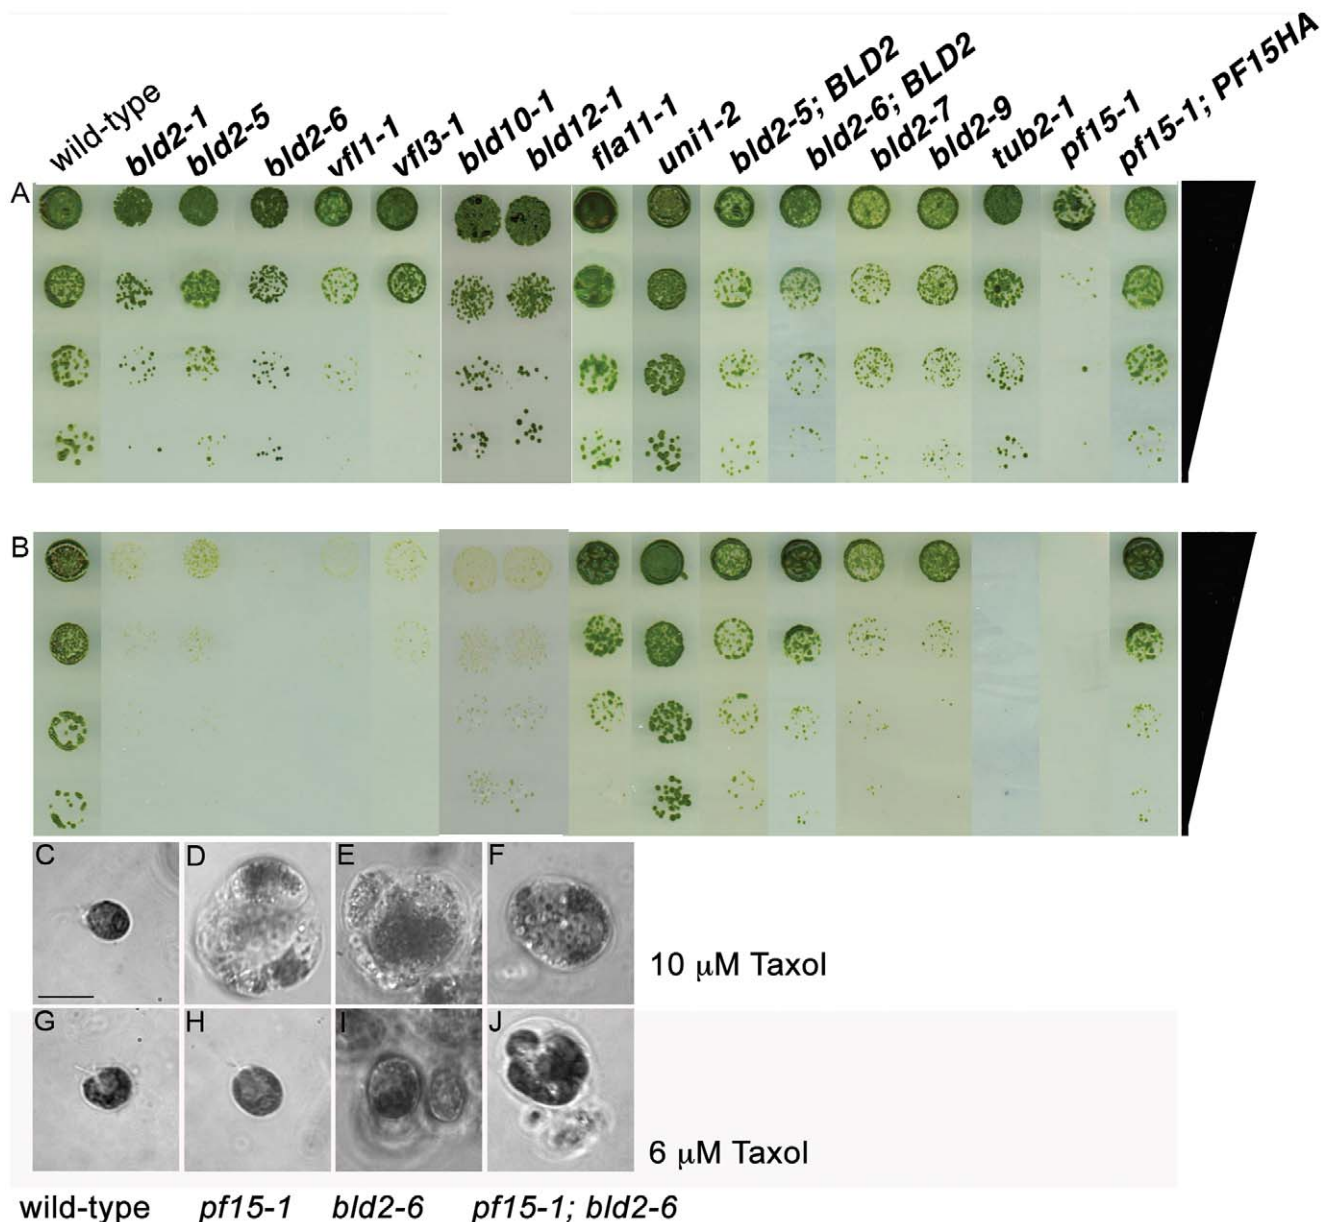 wild-type bld2-1 bld2-5 bld2-6 vfl1-1 vfl3-1 bld10-1 bld12-1 fla11-1 uni1-2 bld2-5; BLD2 bld2-6; BLD2 bld2-7 bld2-9 tub2-1 pf15-1 pf15-1; PF15HA
A
B
C D E F
10 μM Taxol
G H I J
6 μM Taxol
wild-type pf15-1 bld2-6 pf15-1; bld2-6